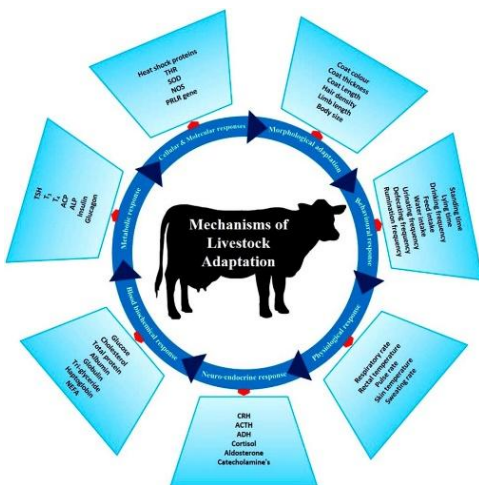 Mechanisms of
Livestock
Adaptation
Cellular & Molecular responses
Heat shock proteins
THR
SOD
NOS
PRLR gene
Morphological adaptation
Coat colour
Coat thickness
Coat Length
Hair density
Limb length
Body size
Behavioural response
Standing time
Lying time
Drinking frequency
Feed intake
Water intake
Urinating frequency
Defecating frequency
Rumination frequency
Physiological response
Respiratory rate
Rectal temperature
Pulse rate
Skin temperature
Sweating rate
Neuro-endocrine response
CRH
ACTH
ADH
Cortisol
Aldosterone
Catecholamine's
Blood biochemical response
Glucose
Cholesterol
Total protein
Albumin
Globulin
Tri glyceride
Haptoglobin
NEFA
Metabolic response
TSH
T₃
T₄
ACP
ALP
Insulin
Glucagon